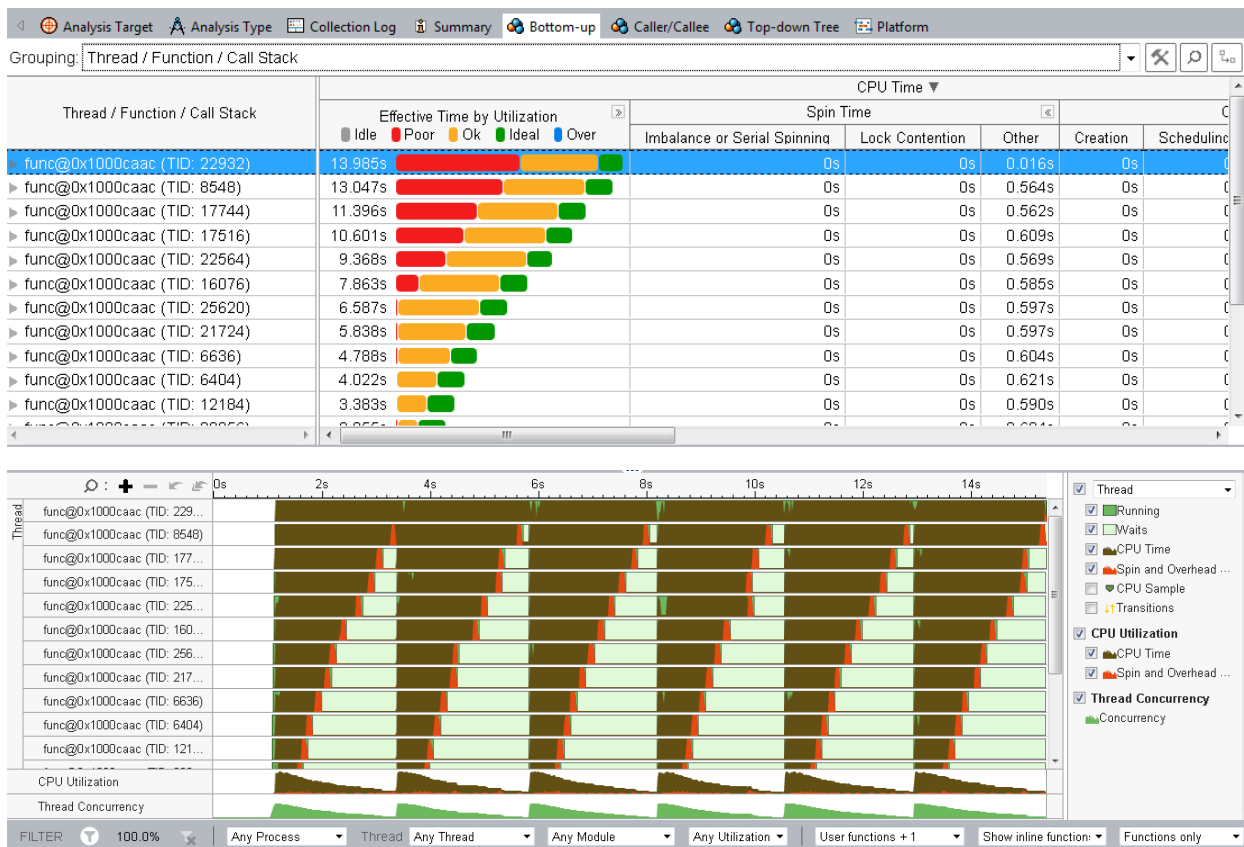 Analysis Target Analysis Type Collection Log Summary Bottom-up Caller/Callee Top-down Tree Platform
Grouping: Thread / Function / Call Stack
CPU Time
Thread / Function / Call Stack Effective Time by Utilization Spin Time
Idle Poor Ok Ideal Over Imbalance or Serial Spinning Lock Contention Other Creation Scheduling
func@0x1000caac (TID: 22932) 13.985s 0s 0s 0.016s 0s
func@0x1000caac (TID: 8548) 13.047s 0s 0s 0.564s 0s
func@0x1000caac (TID: 17744) 11.396s 0s 0s 0.562s 0s
func@0x1000caac (TID: 17516) 10.601s 0s 0s 0.609s 0s
func@0x1000caac (TID: 22564) 9.368s 0s 0s 0.569s 0s
func@0x1000caac (TID: 16076) 7.863s 0s 0s 0.585s 0s
func@0x1000caac (TID: 25620) 6.587s 0s 0s 0.597s 0s
func@0x1000caac (TID: 21724) 5.838s 0s 0s 0.597s 0s
func@0x1000caac (TID: 6636) 4.788s 0s 0s 0.604s 0s
func@0x1000caac (TID: 6404) 4.022s 0s 0s 0.621s 0s
func@0x1000caac (TID: 12184) 3.383s 0s 0s 0.590s 0s
0s 2s 4s 6s 8s 10s 12s 14s
Thread
Thread
func@0x1000caac (TID: 229...
Running
func@0x1000caac (TID: 8548)
Waits
func@0x1000caac (TID: 177...
CPU Time
func@0x1000caac (TID: 175...
Spin and Overhead ...
func@0x1000caac (TID: 225...
CPU Sample
Transitions
func@0x1000caac (TID: 160...
CPU Utilization
func@0x1000caac (TID: 256...
CPU Time
func@0x1000caac (TID: 217...
Spin and Overhead ...
func@0x1000caac (TID: 6636)
Thread Concurrency
func@0x1000caac (TID: 6404)
Concurrency
func@0x1000caac (TID: 121...
CPU Utilization
Thread Concurrency
FILTER 100.0% Any Process Thread Any Thread Any Module Any Utilization User functions + 1 Show inline function: Functions only